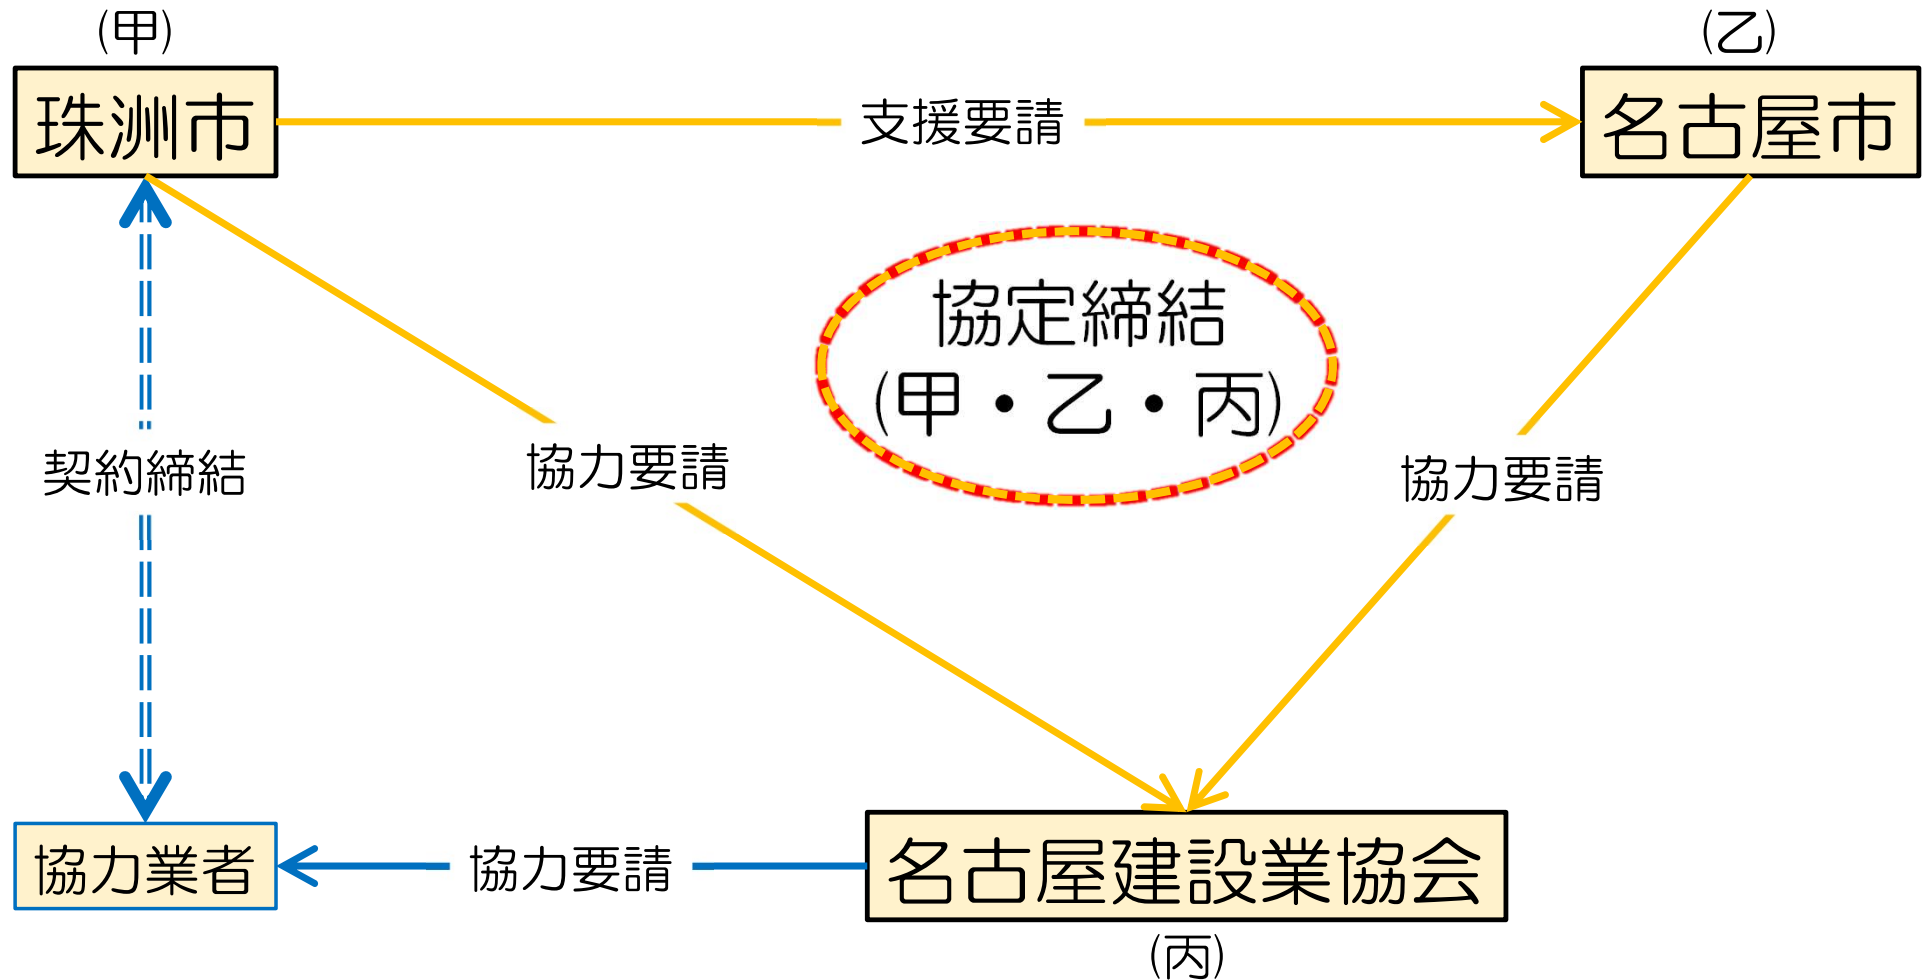 (甲)
(乙)
珠洲市
支援要請
名古屋市
協定締結
(甲・乙・丙)
契約締結
協力要請
協力要請
協力業者
協力要請
名古屋建設業協会
(丙)